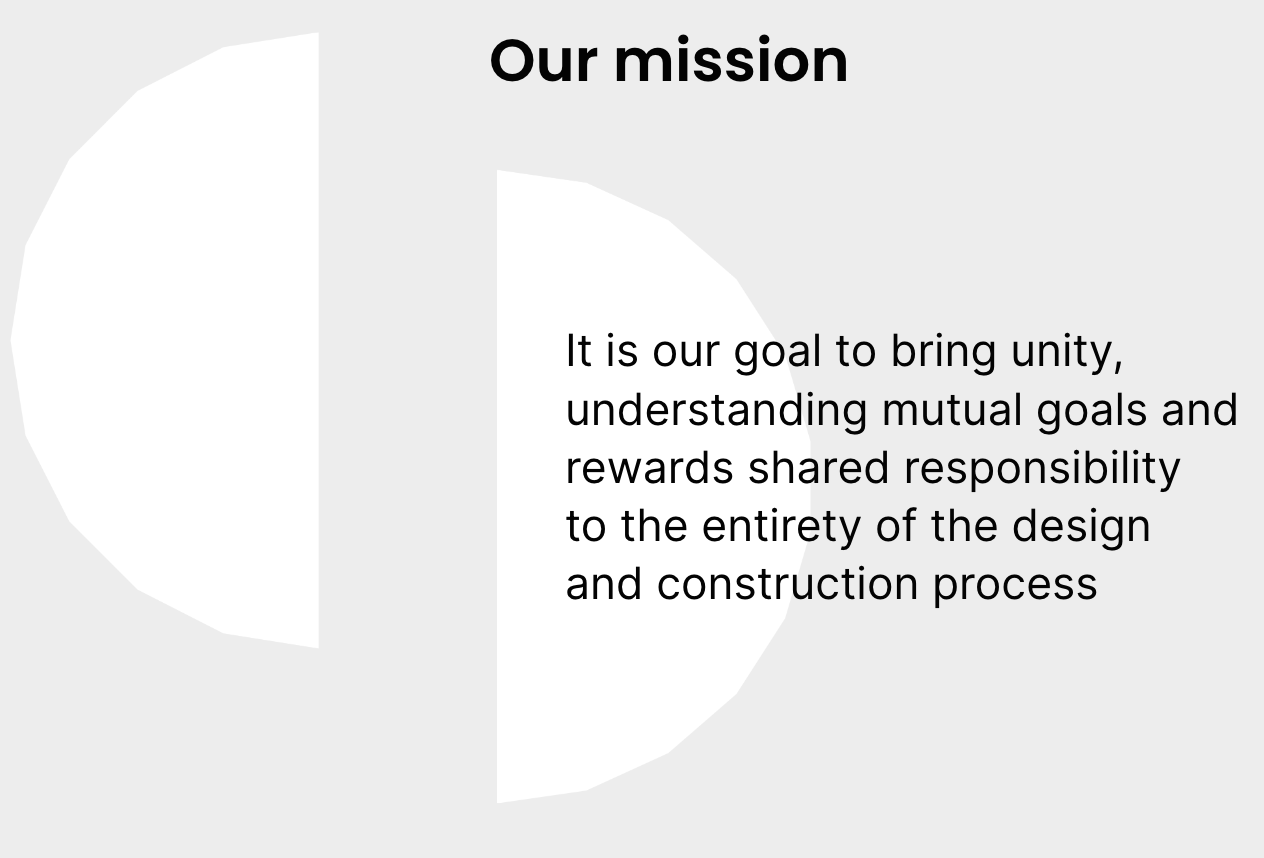 Our mission
It is our goal to bring unity,
understanding mutual goals and
rewards shared responsibility
to the entirety of the design
and construction process